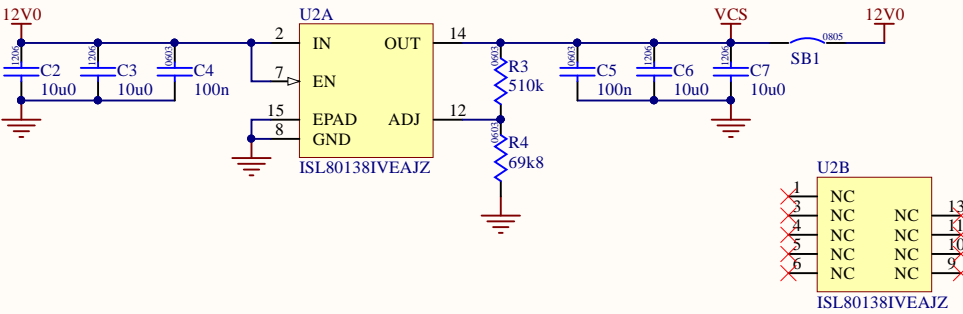 12V0
U2A
VCS
12V0
1206
1206
0603
2
IN
OUT
14
0603
0603
1206
1206
0805
SB1
C2
10u0
C3
10u0
C4
100n
7
EN
R3
510k
C5
100n
C6
10u0
C7
10u0
15
EPAD
ADJ
12
8
GND
0603
R4
69k8
ISL80138IVEAJZ
U2B
1
NC
3
NC
NC
13
4
NC
NC
11
5
NC
NC
10
6
NC
NC
9
ISL80138IVEAJZ